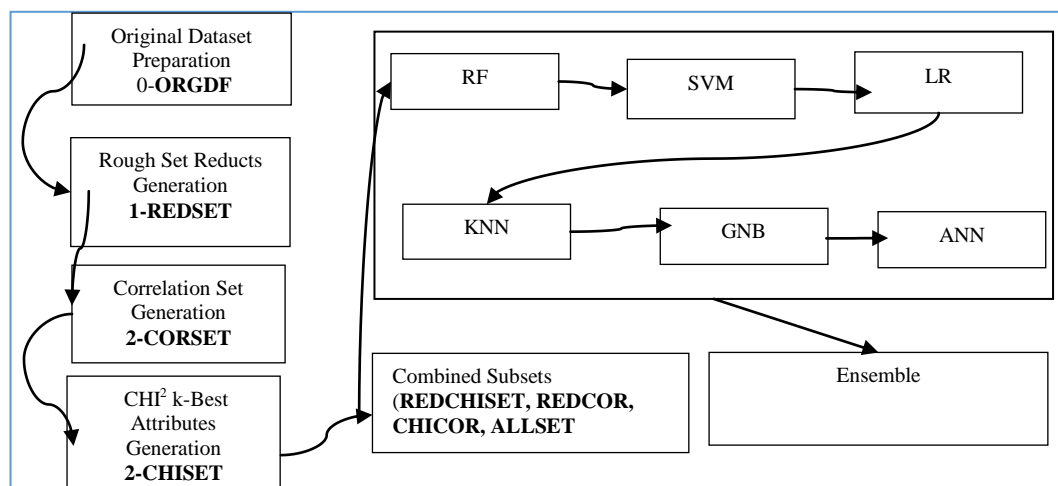 Original Dataset
Preparation
0-ORGDF
Rough Set Reducts
Generation
1-REDSET
Correlation Set
Generation
2-CORSET
CHI² k-Best
Attributes
Generation
2-CHISET
RF
SVM
LR
KNN
GNB
ANN
Combined Subsets
(REDCHISET, REDCOR,
CHICOR, ALLSET
Ensemble